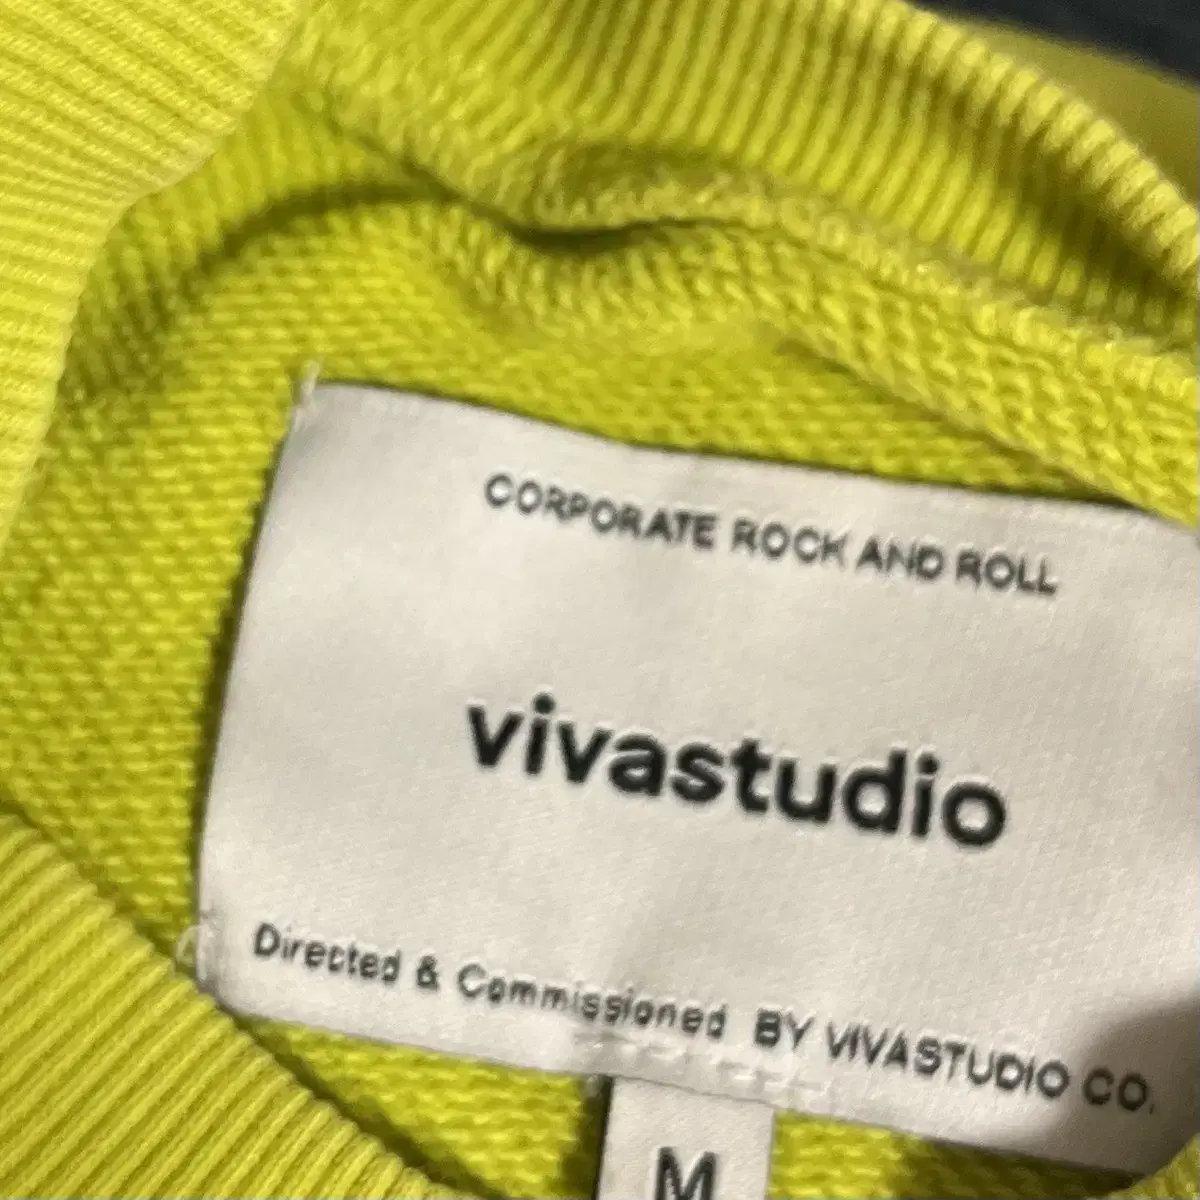 CORPORATE ROCK AND ROLL
vivastudio
Directed & Commissioned BY VIVASTUDIO CO.
M